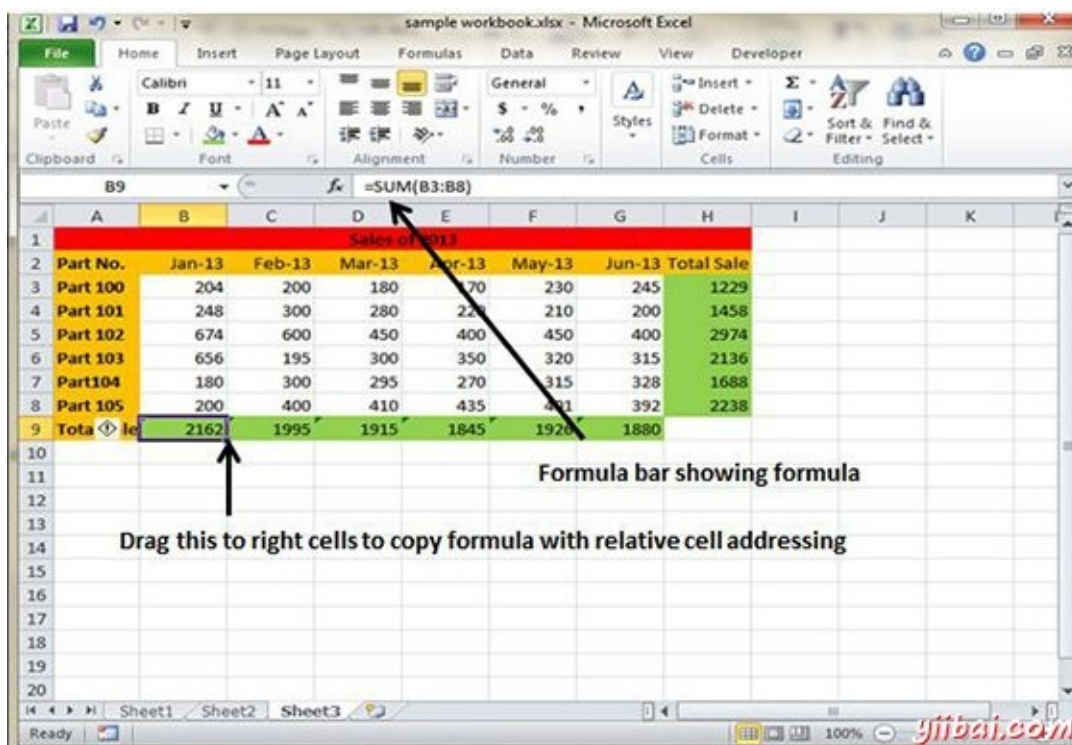 sample workbook.xlsx - Microsoft Excel
File Home Insert Page Layout Formulas Data Review View Developer
Calibri 11 General Insert Σ
Paste B I U A A $ % , Styles Delete Sort & Find &
A Format Filter Select
Clipboard Font Alignment Number Cells Editing
B9 fx =SUM(B3:B8)
A B C D E F G H I J K
1 Sales of 2013
2 Part No. Jan-13 Feb-13 Mar-13 Apr-13 May-13 Jun-13 Total Sale
3 Part 100 204 200 180 170 230 245 1229
4 Part 101 248 300 280 220 210 200 1458
5 Part 102 674 600 450 400 450 400 2974
6 Part 103 656 195 300 350 320 315 2136
7 Part104 180 300 295 270 315 328 1688
8 Part 105 200 400 410 435 401 392 2238
9 Tota le 2162 1995 1915 1845 1926 1880
10
11 Formula bar showing formula
12
13
14 Drag this to right cells to copy formula with relative cell addressing
15
16
17
18
19
20
Sheet1 Sheet2 Sheet3
Ready 100% yiibai.com